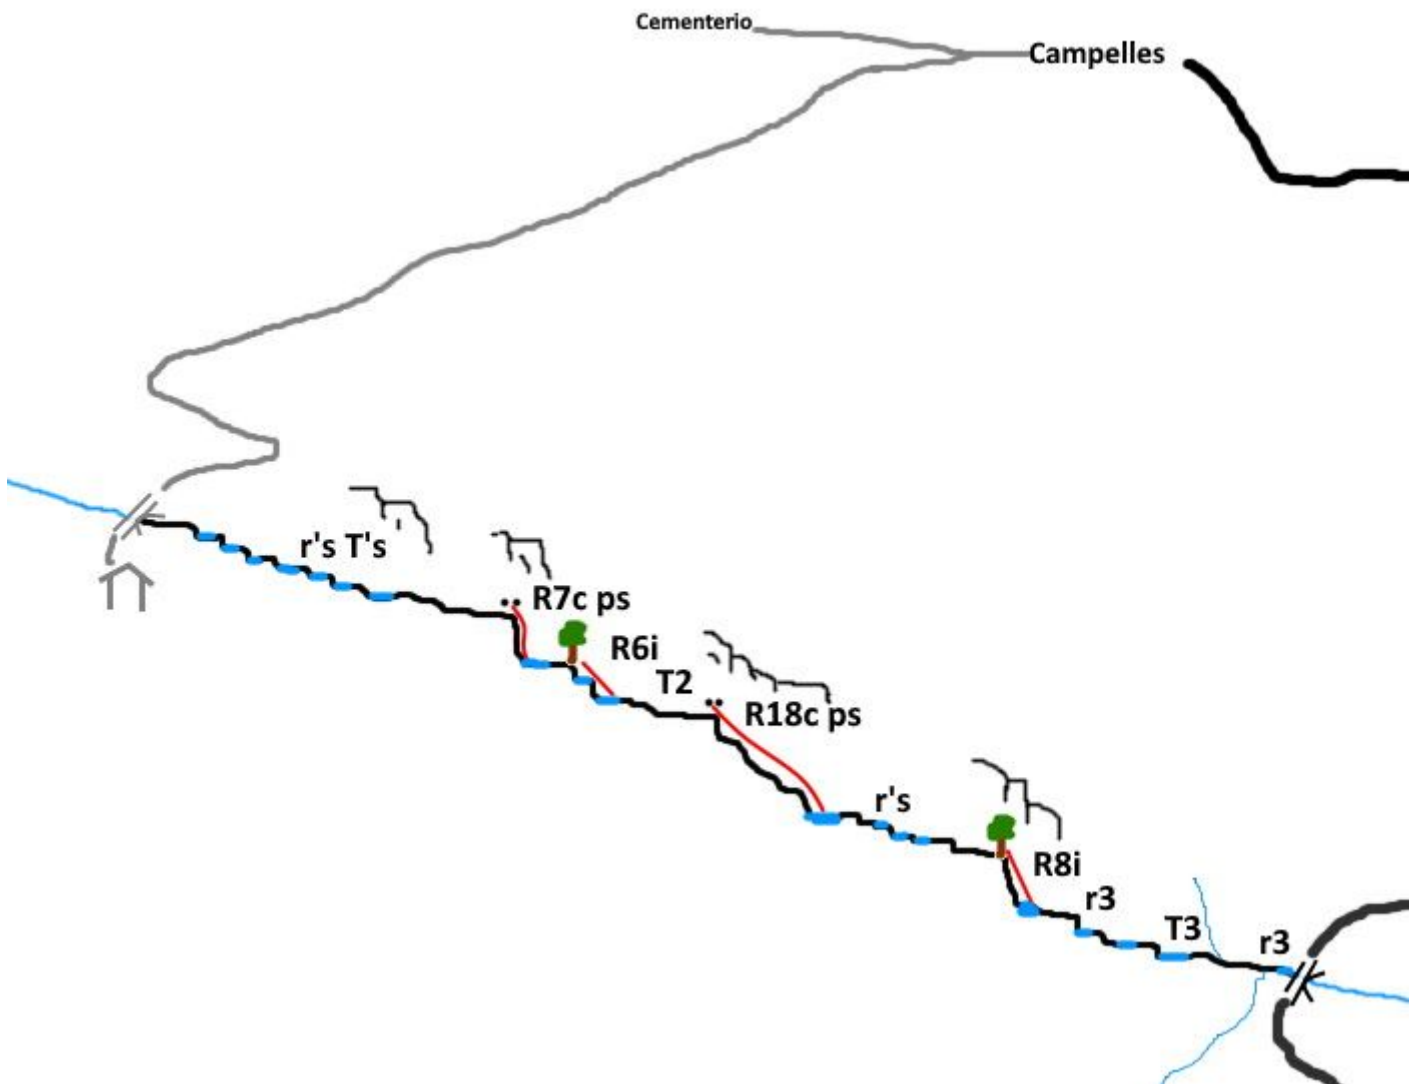 Cementerio
Campelles
r's T's
R7c ps
R6i
T2
R18c ps
r's
R8i
r3
T3
r3